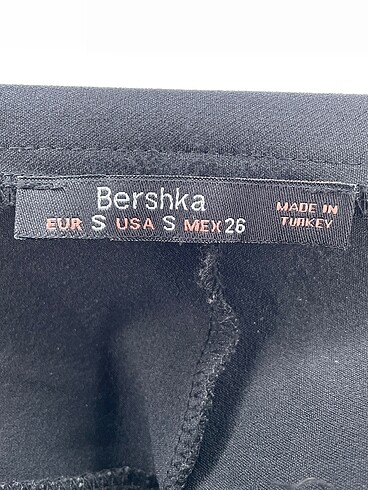 Bershka
EUR S USA S MEX 26
MADE IN
TURKEY